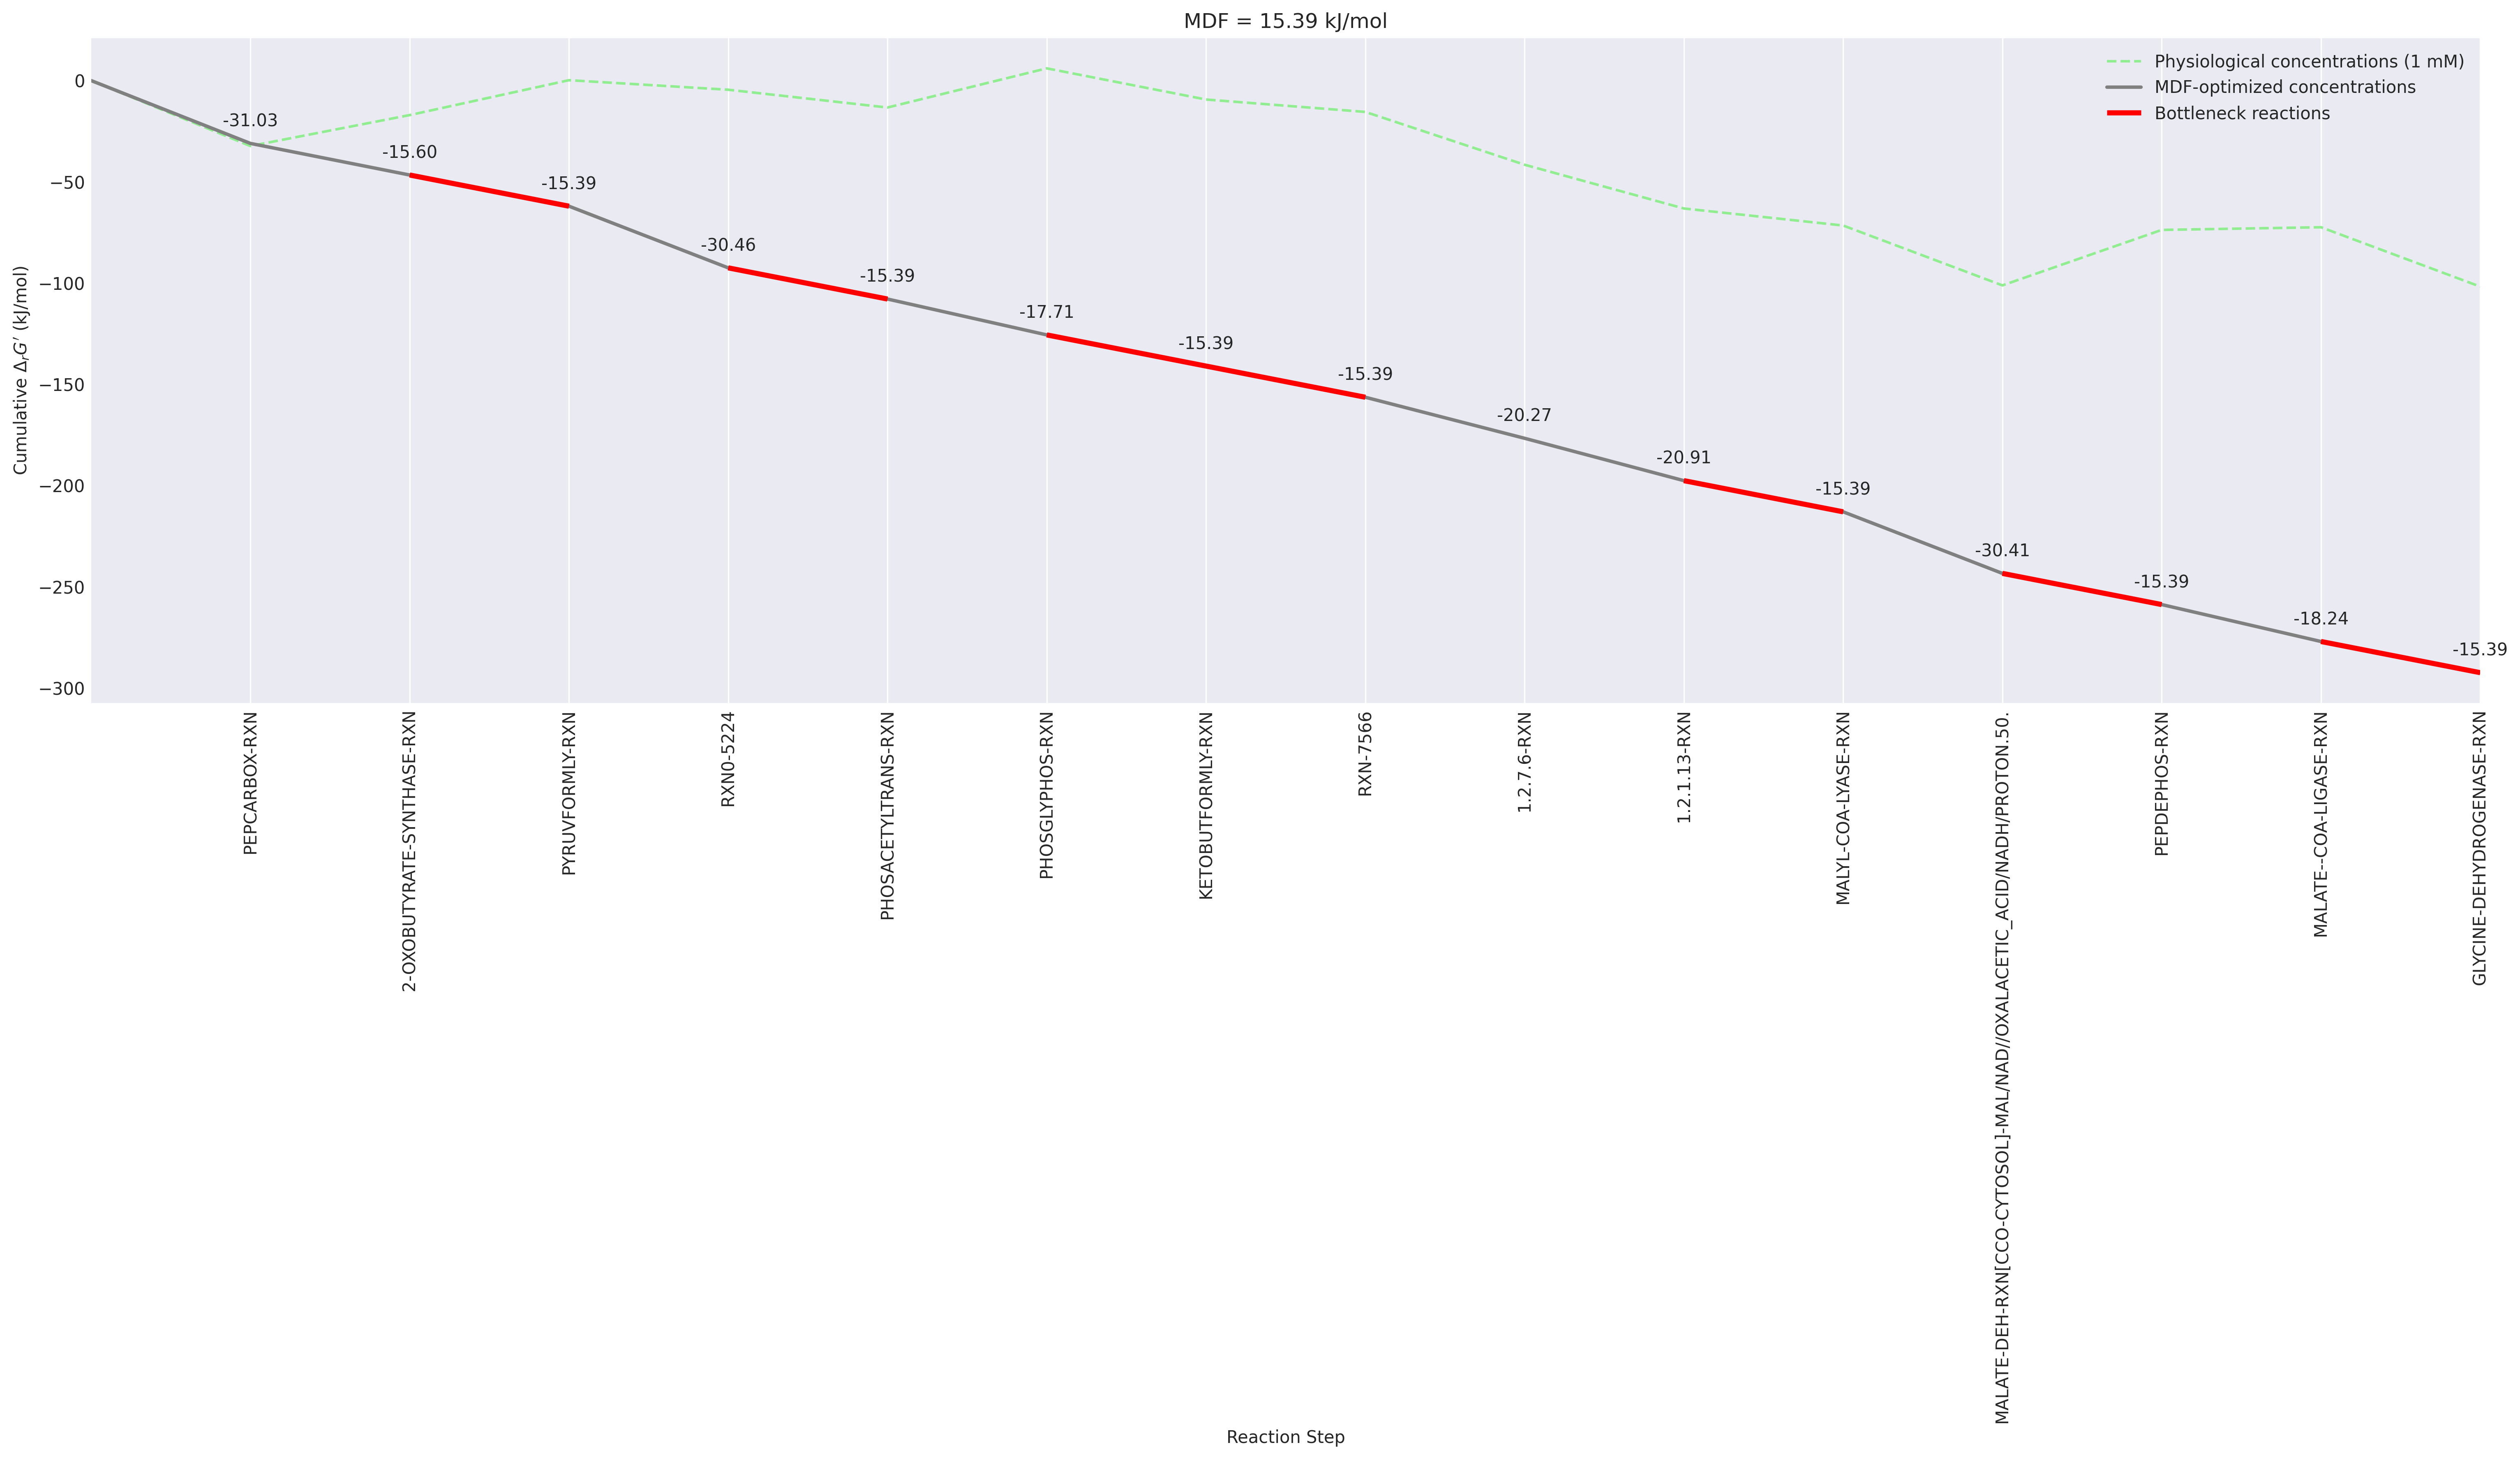 MDF = 15.39 kJ/mol
Physiological concentrations (1 mM)
MDF-optimized concentrations
Bottleneck reactions
Cumulative ΔrG′ (kJ/mol)
0
−50
−100
−150
−200
−250
−300
-31.03
-15.60
-15.39
-30.46
-15.39
-17.71
-15.39
-15.39
-20.27
-20.91
-15.39
-30.41
-15.39
-18.24
-15.39
PEPCARBOX-RXN
2-OXOBUTYRATE-SYNTHASE-RXN
PYRUVFORMLY-RXN
RXN0-5224
PHOSACETYLTRANS-RXN
PHOSGLYPHOS-RXN
KETOBUTFORMLY-RXN
RXN-7566
1.2.7.6-RXN
1.2.1.13-RXN
MALYL-COA-LYASE-RXN
MALATE-DEH-RXN[CCO-CYTOSOL]-MAL/NAD//OXALACETIC_ACID/NADH/PROTON.50.
PEPDEPHOS-RXN
MALATE--COA-LIGASE-RXN
GLYCINE-DEHYDROGENASE-RXN
Reaction Step